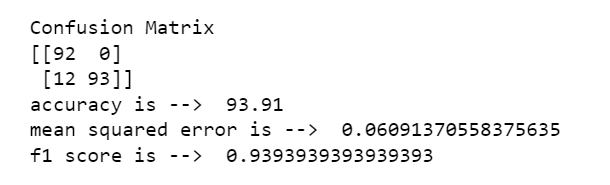 Confusion Matrix
[[92  0]
 [12 93]]
accuracy is -->  93.91
mean squared error is -->  0.06091370558375635
f1 score is -->  0.9393939393939393